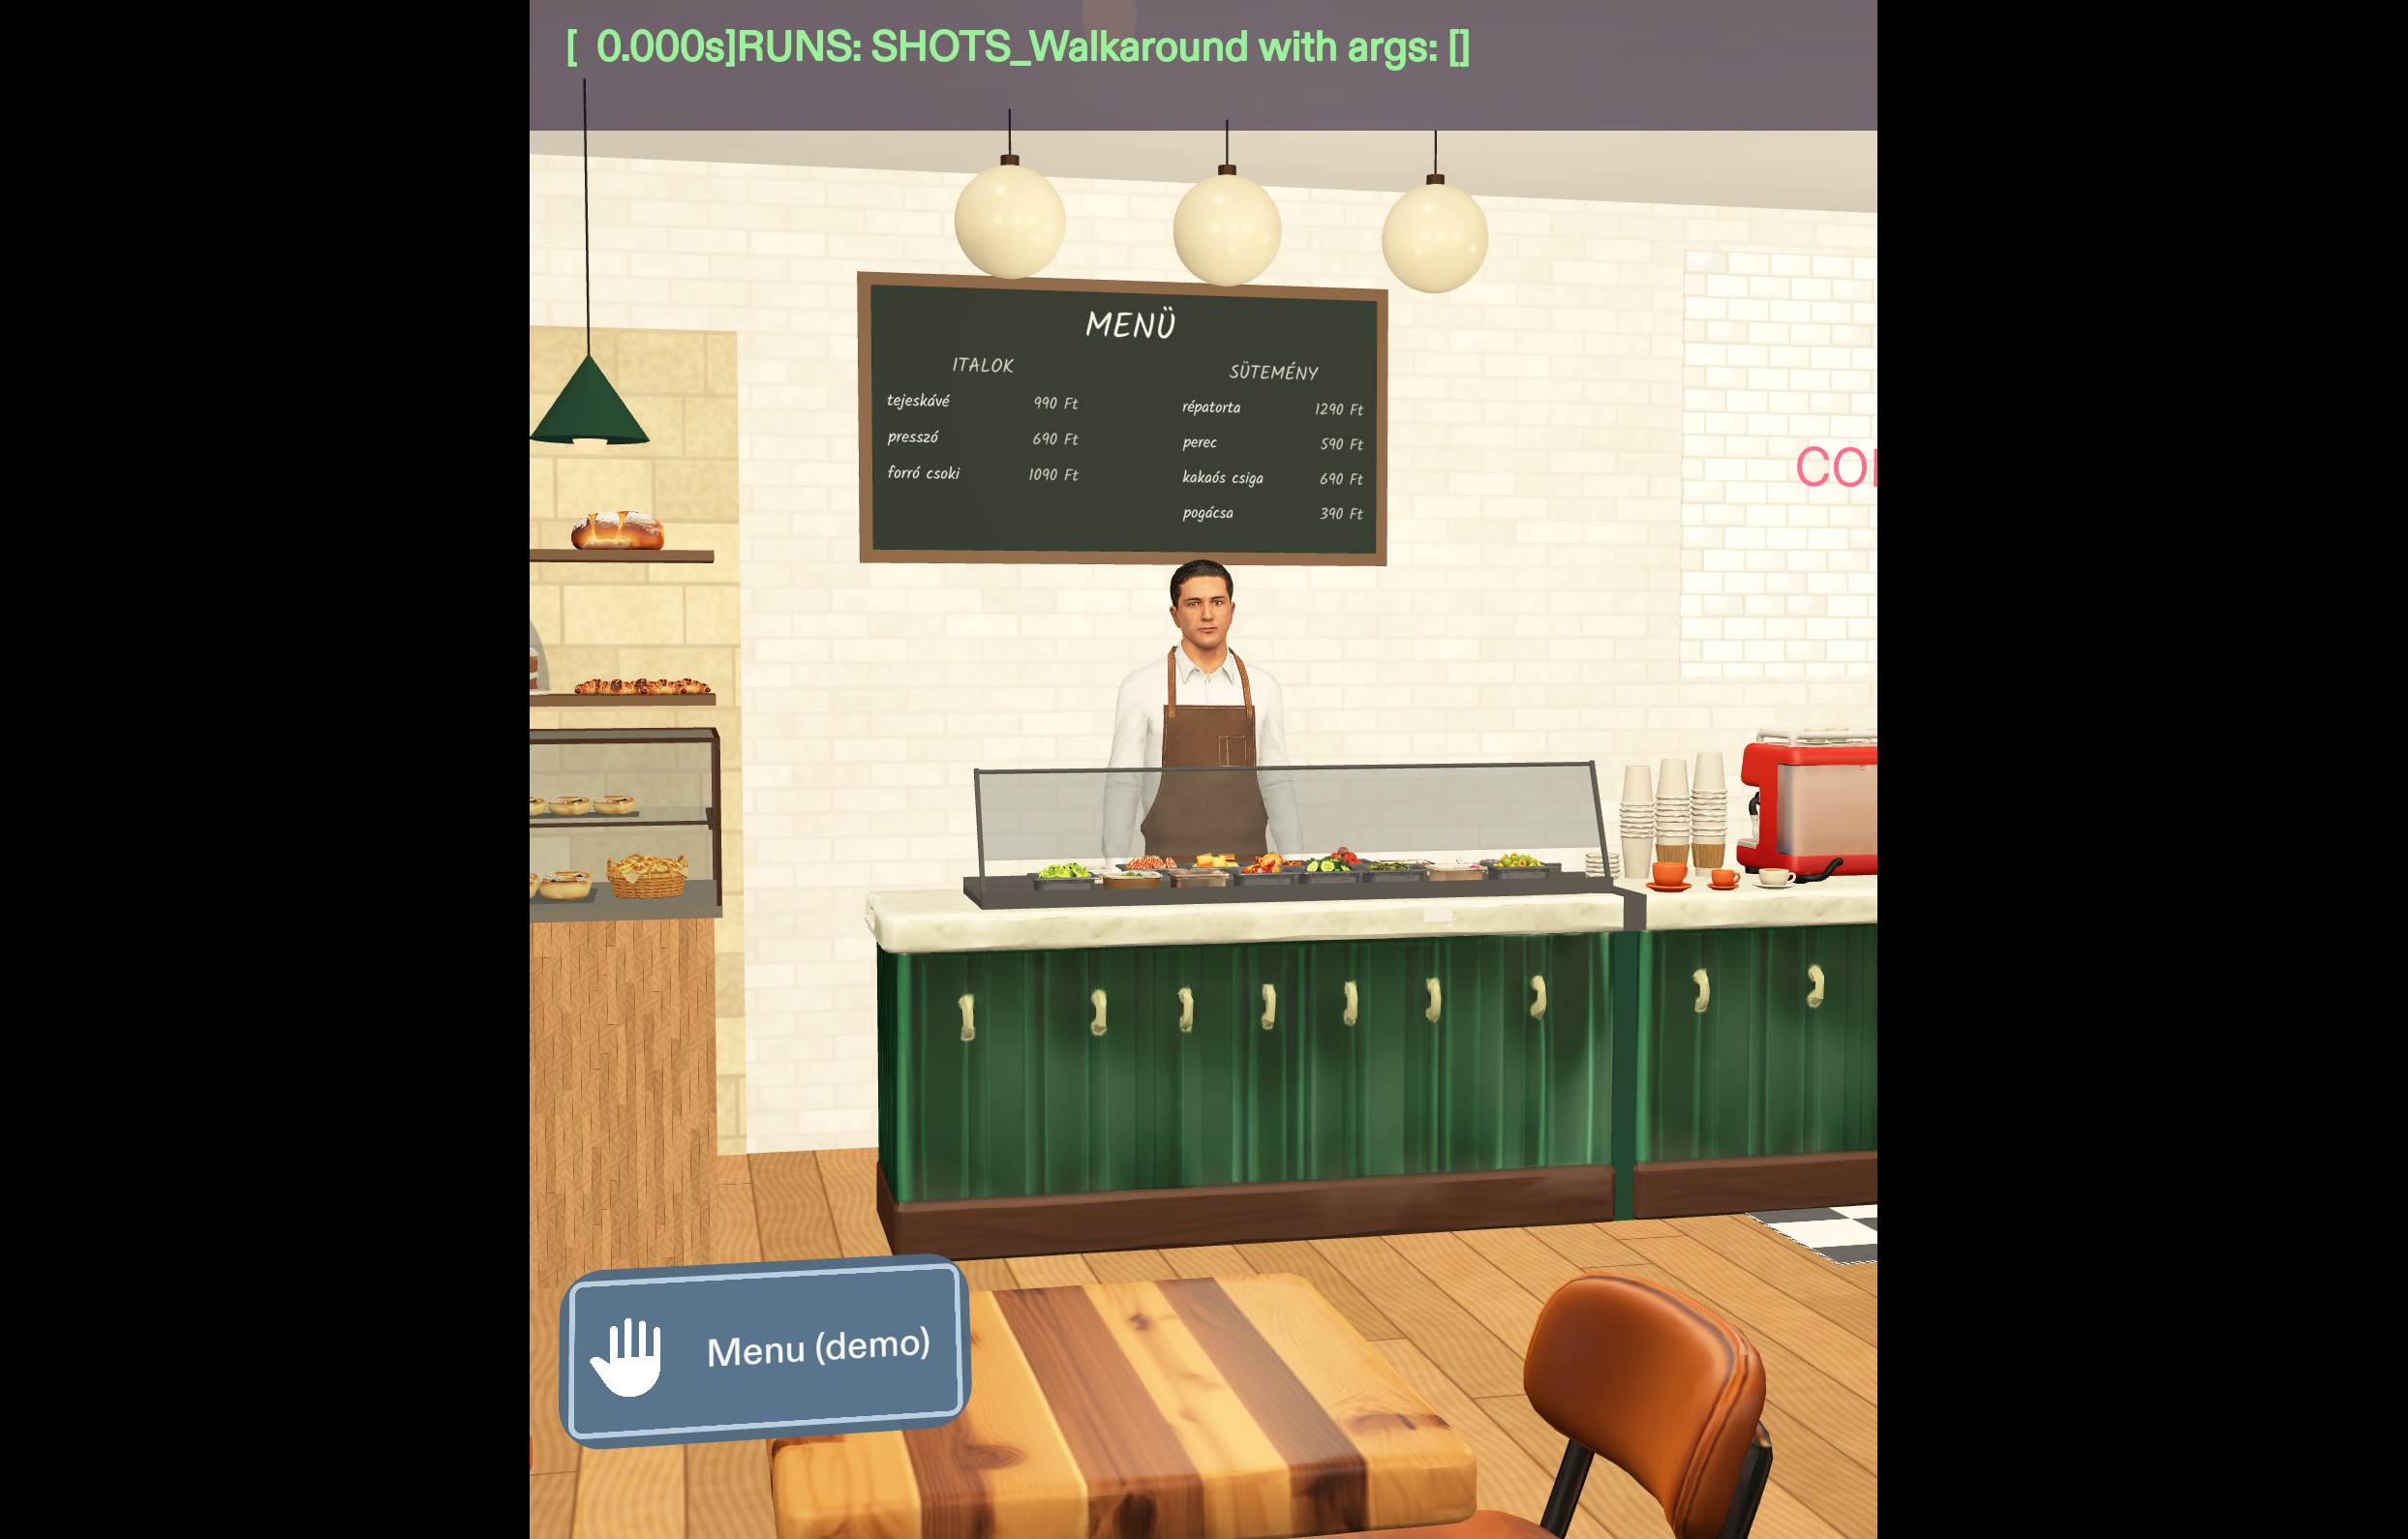 [  0.000s]RUNS: SHOTS_Walkaround with args: []
MENÜ
ITALOK
tejeskávé 990 Ft
presszó 690 Ft
forró csoki 1090 Ft
SÜTEMÉNY
répatorta 1290 Ft
perec 590 Ft
kakaós csiga 690 Ft
pogácsa 390 Ft
Menu (demo)